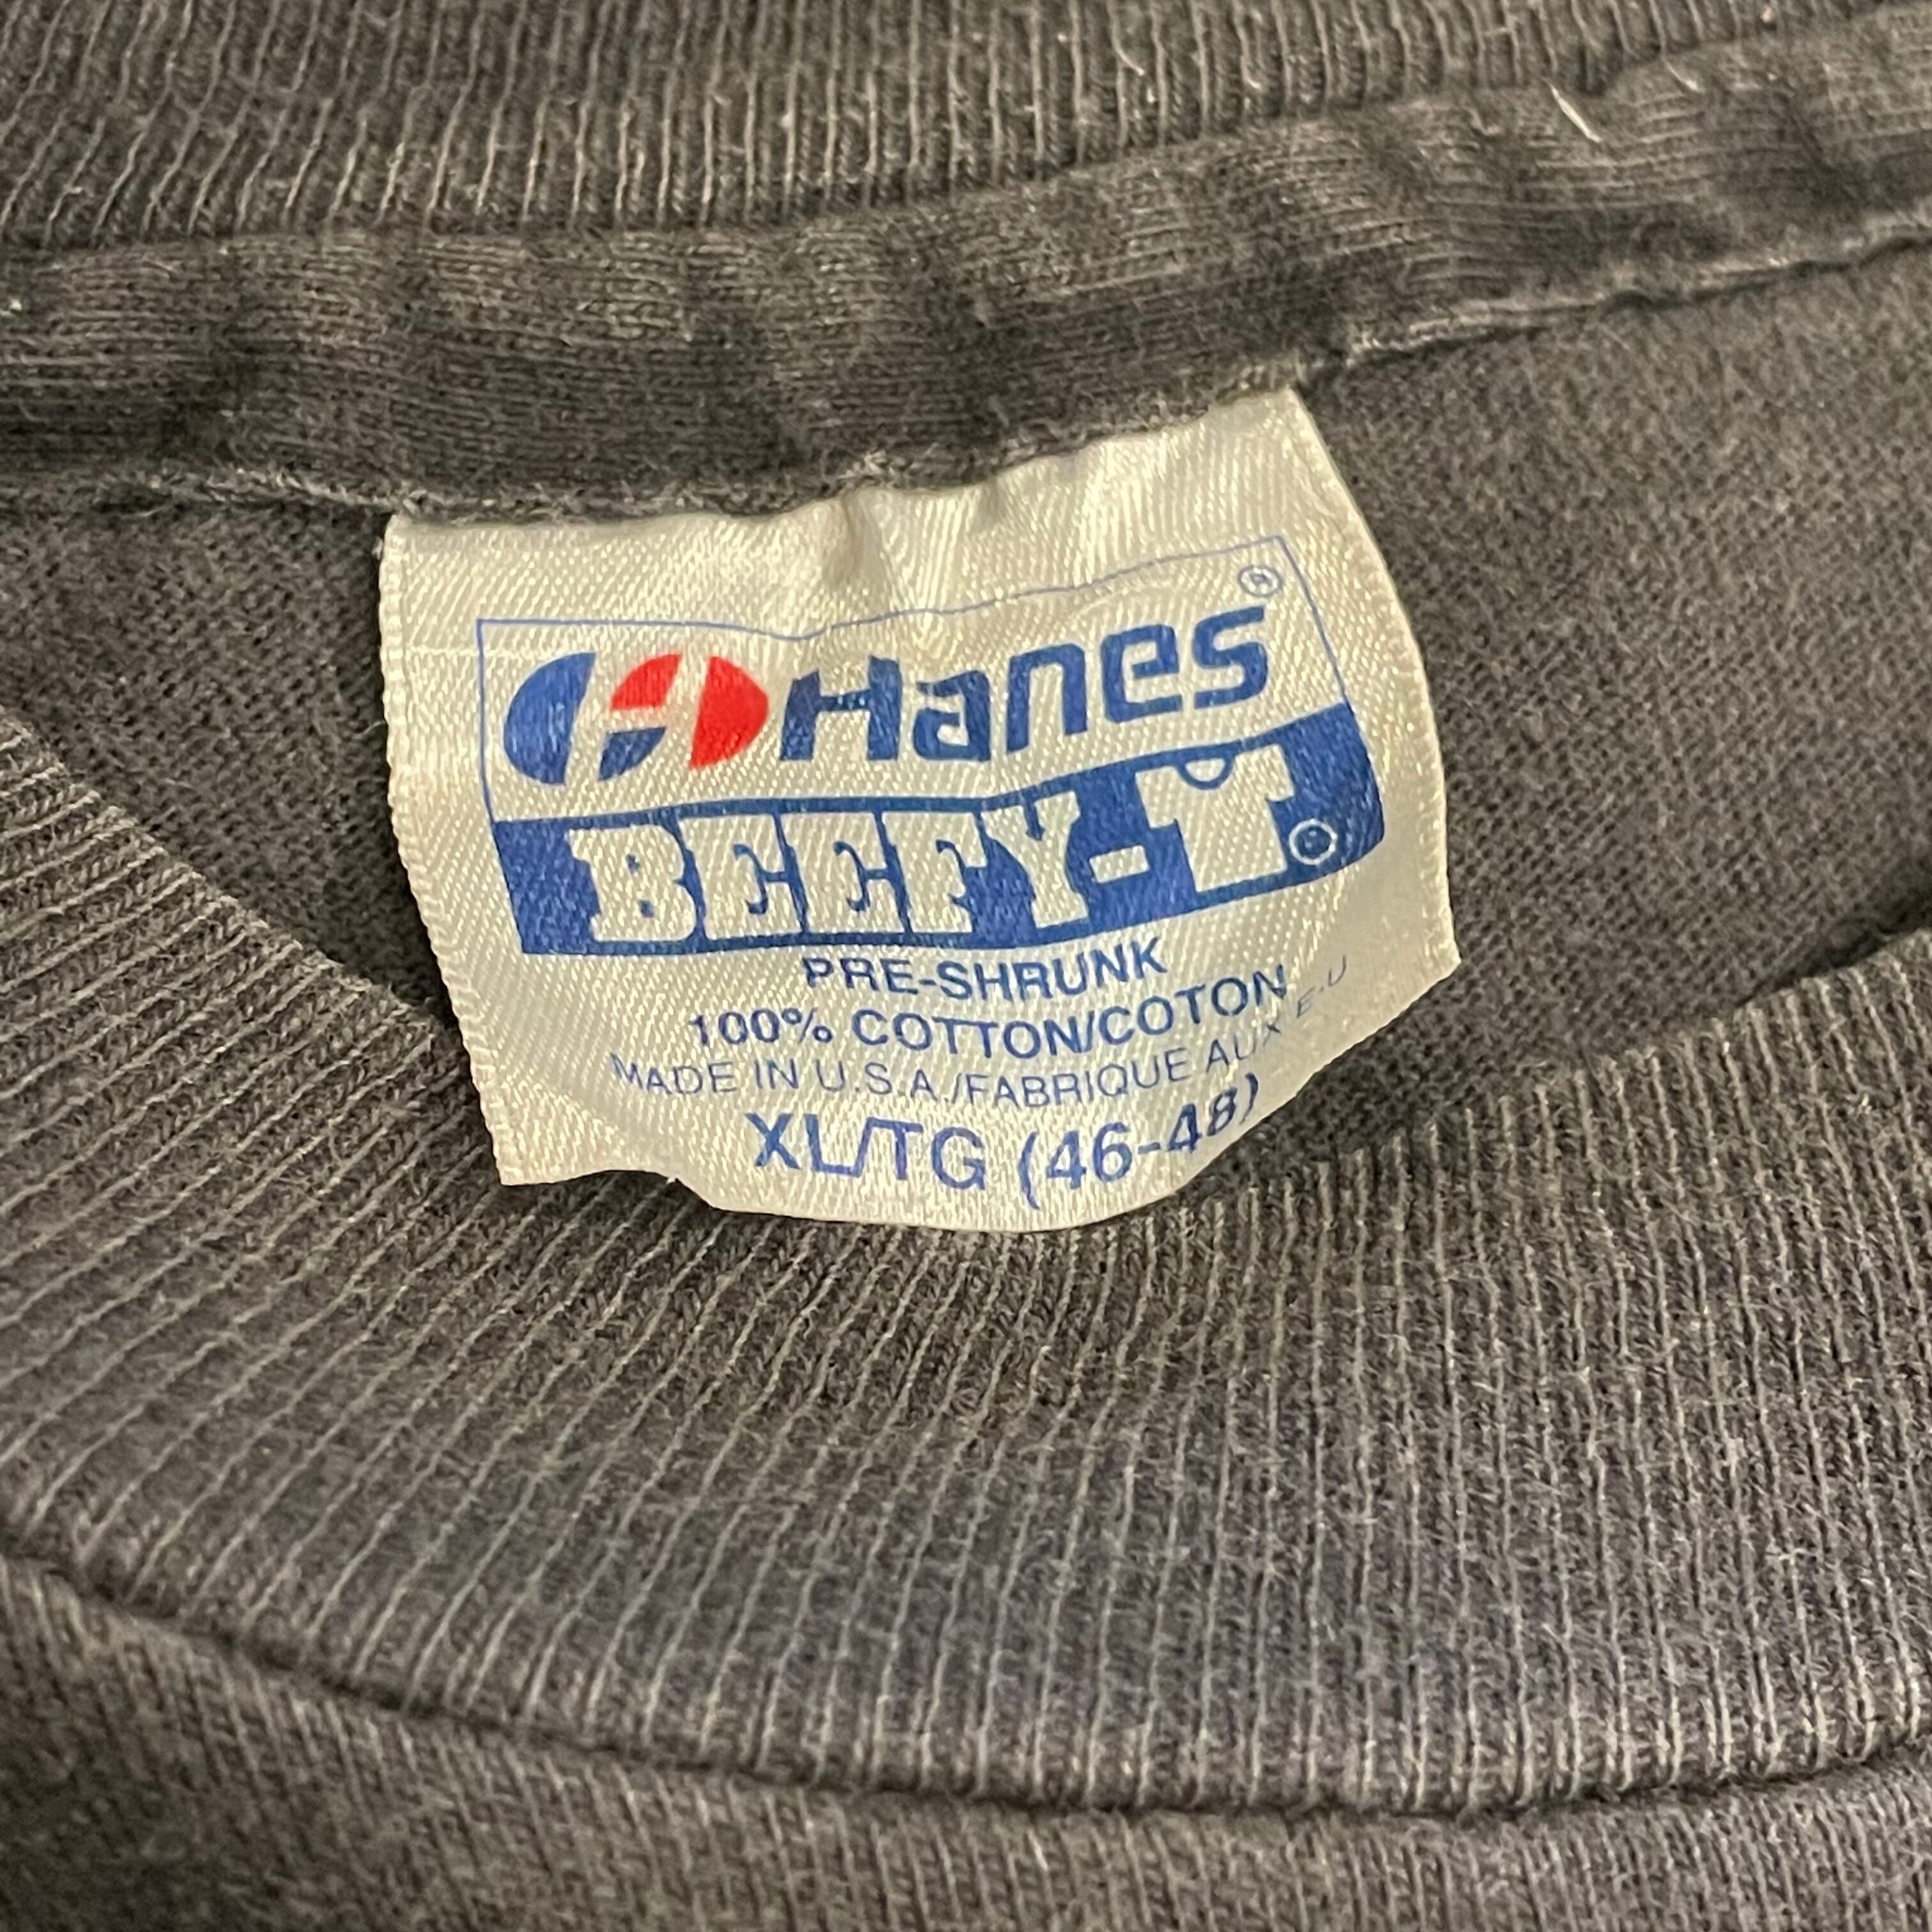 Hanes®
BEEFY-T®
PRE-SHRUNK
100% COTTON/COTON
MADE IN U.S.A./FABRIQUE AUX E.-U
XL/TG (46-48)